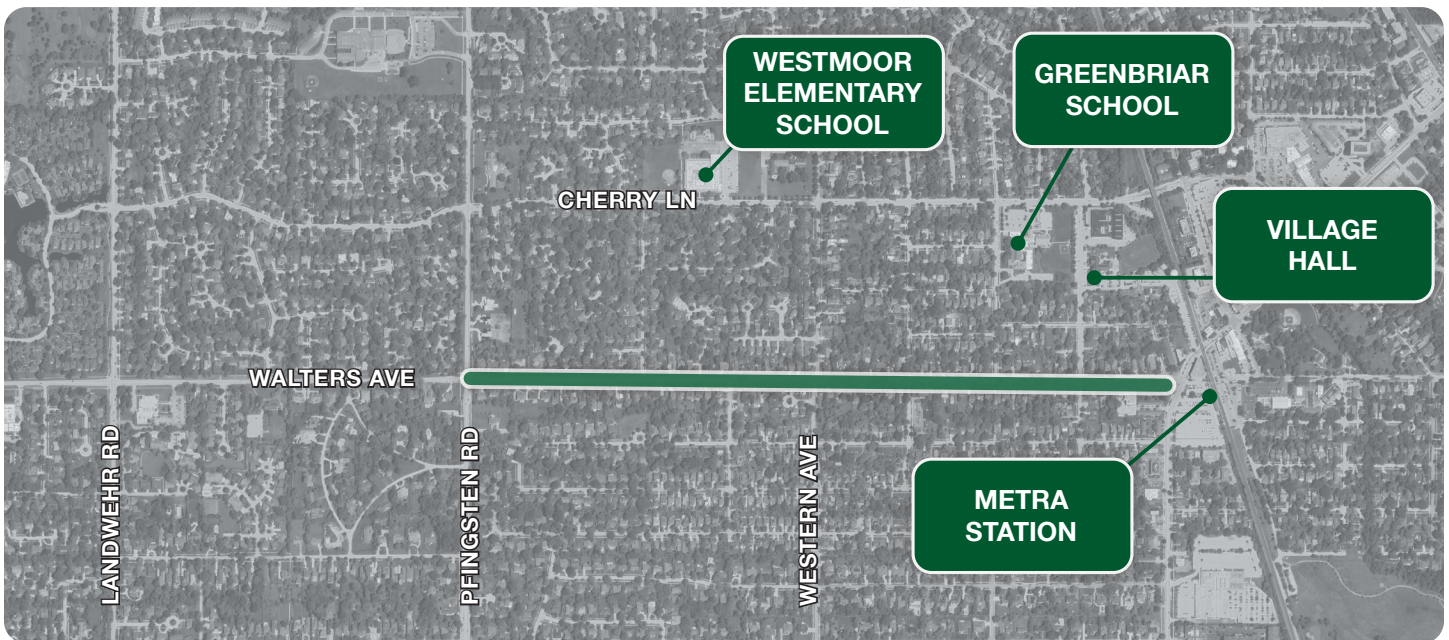 WESTMOOR
ELEMENTARY
SCHOOL
GREENBRIAR
SCHOOL
CHERRY LN
VILLAGE
HALL
WALTERS AVE
LANDWEHR RD
PFINGSTEN RD
WESTERN AVE
METRA
STATION